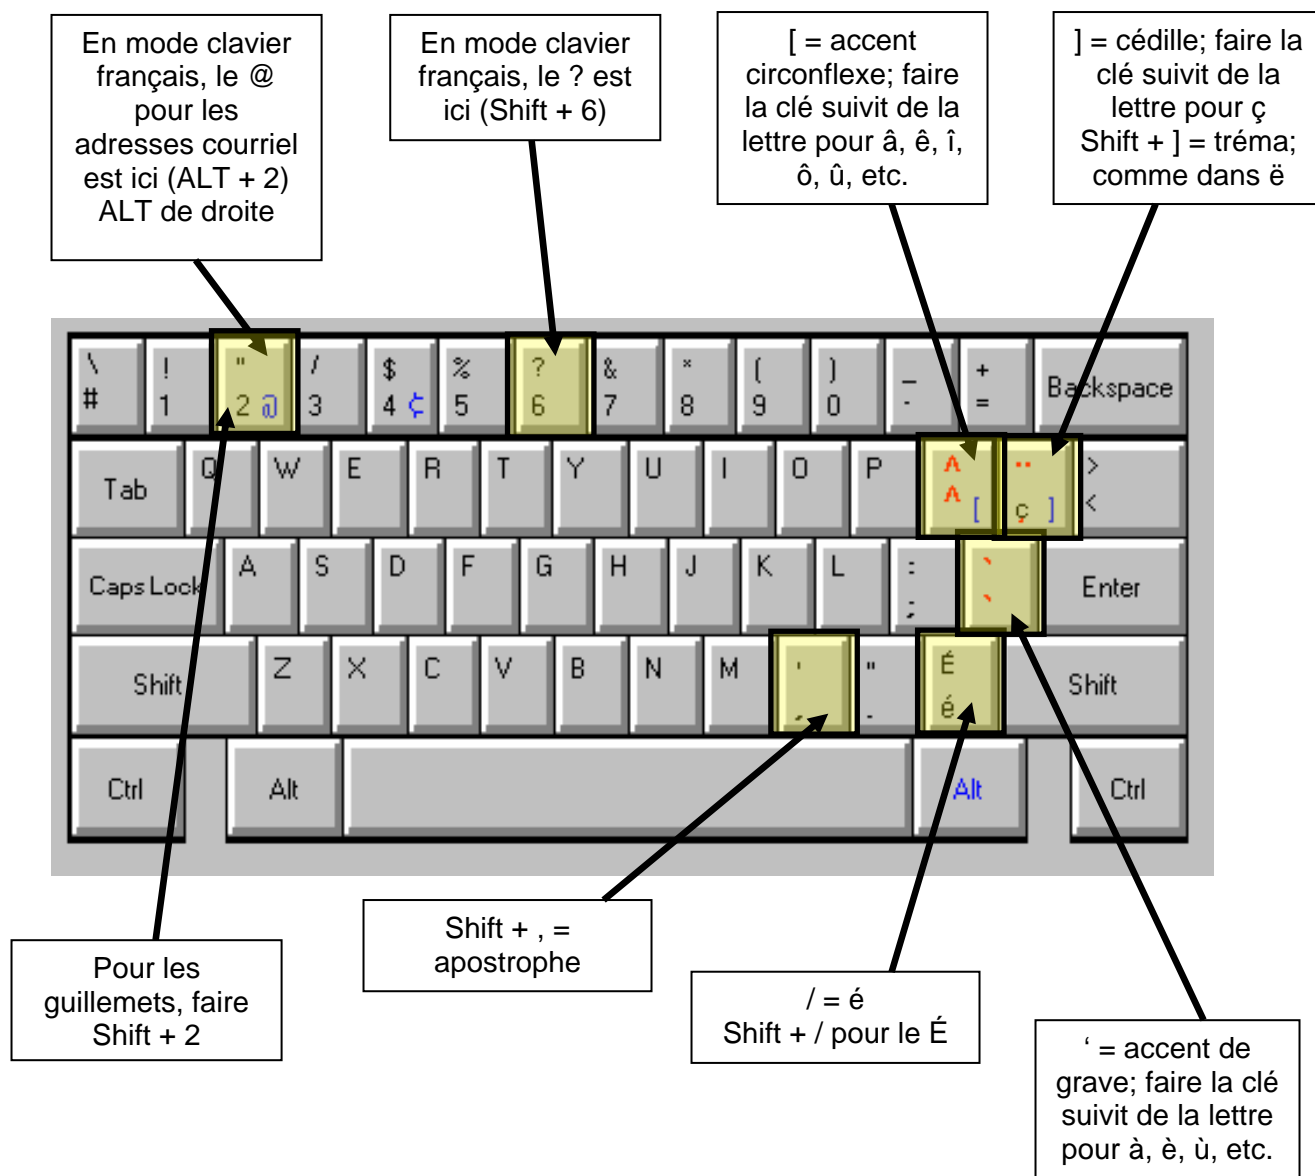 En mode clavier
français, le @
pour les
adresses courriel
est ici (ALT + 2)
ALT de droite
En mode clavier
français, le ? est
ici (Shift + 6)
[ = accent
circonflexe; faire
la clé suivit de la
lettre pour â, ê, î,
ô, û, etc.
] = cédille; faire la
clé suivit de la
lettre pour ç
Shift + ] = tréma;
comme dans ë
\ ! " / $ % ? & * ( ) _ + Backspace
# 1 2 @ 3 4 ¢ 5 6 7 8 9 0 - =
Tab Q W E R T Y U I O P ^ ¨ >
^ [ ç ] <
Caps Lock A S D F G H J K L : ` Enter
; `
Shift Z X C V B N M ' " É Shift
, . é
Ctrl Alt Alt Ctrl
Pour les
guillemets, faire
Shift + 2
Shift + , =
apostrophe
/ = é
Shift + / pour le É
‘ = accent de
grave; faire la clé
suivit de la lettre
pour à, è, ù, etc.